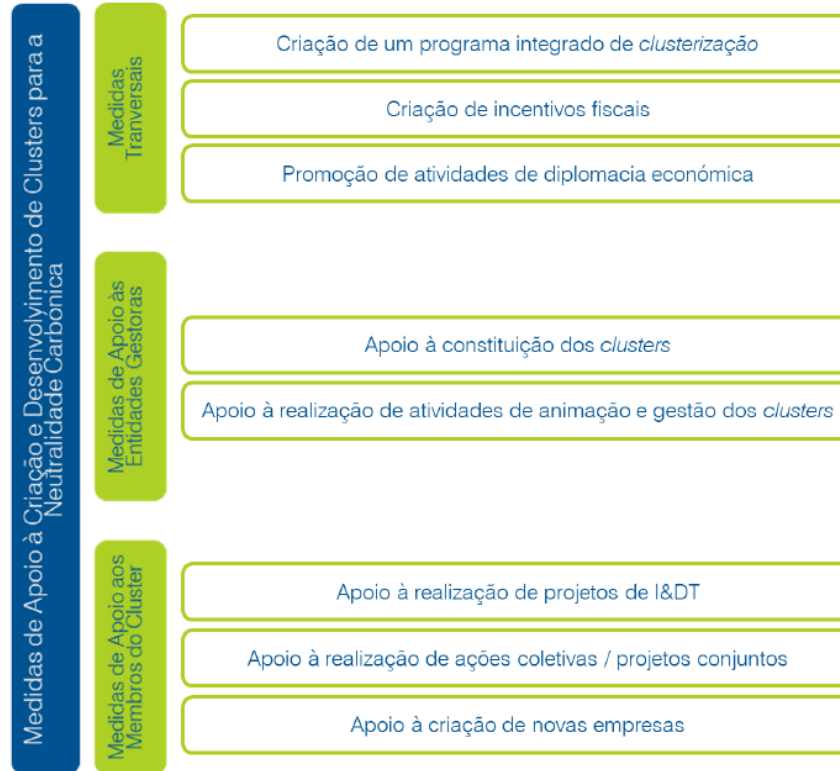 Medidas de Apoio à Criação e Desenvolvimento de Clusters para a
Neutralidade Carbónica
Medidas
Tranversais
Criação de um programa integrado de clusterização
Criação de incentivos fiscais
Promoção de atividades de diplomacia económica
Medidas de Apoio às
Entidades Gestoras
Apoio à constituição dos clusters
Apoio à realização de atividades de animação e gestão dos clusters
Medidas de Apoio aos
Membros do Cluster
Apoio à realização de projetos de I&DT
Apoio à realização de ações coletivas / projetos conjuntos
Apoio à criação de novas empresas